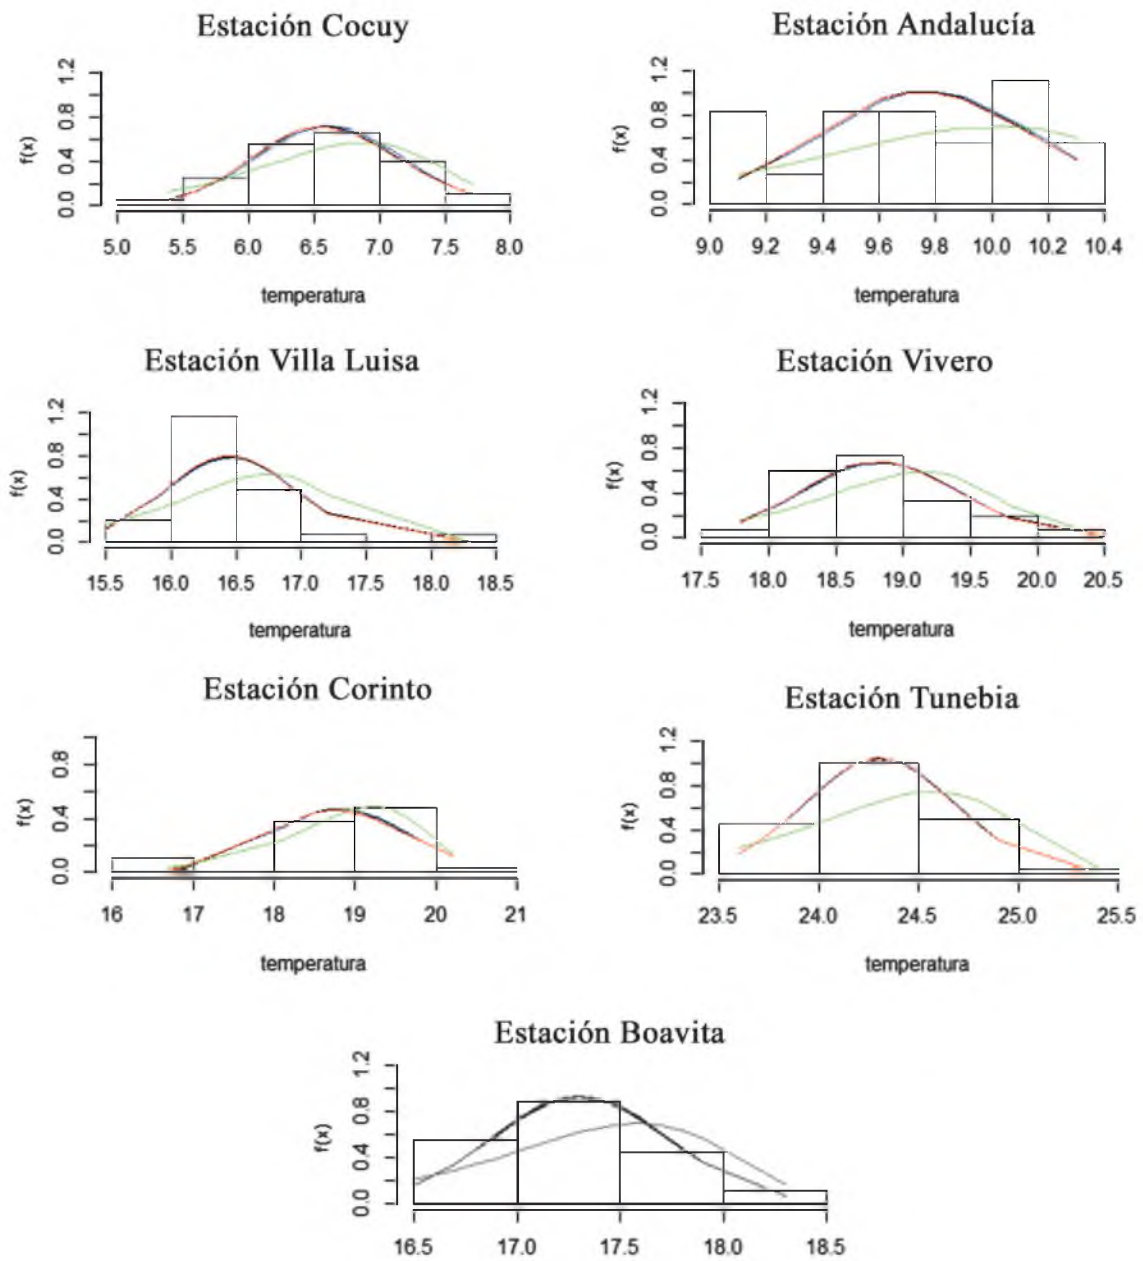 Estación Cocuy
f(x)
0.0 0.4 0.8 1.2
5.0 5.5 6.0 6.5 7.0 7.5 8.0
temperatura
Estación Andalucía
f(x)
0.0 0.4 0.8 1.2
9.0 9.2 9.4 9.6 9.8 10.0 10.2 10.4
temperatura
Estación Villa Luisa
f(x)
0.0 0.4 0.8 1.2
15.5 16.0 16.5 17.0 17.5 18.0 18.5
temperatura
Estación Vivero
f(x)
0.0 0.4 0.8 1.2
17.5 18.0 18.5 19.0 19.5 20.0 20.5
temperatura
Estación Corinto
f(x)
0.0 0.4 0.8
16 17 18 19 20 21
temperatura
Estación Tunebia
f(x)
0.0 0.4 0.8 1.2
23.5 24.0 24.5 25.0 25.5
temperatura
Estación Boavita
f(x)
0.0 0.4 0.8 1.2
16.5 17.0 17.5 18.0 18.5